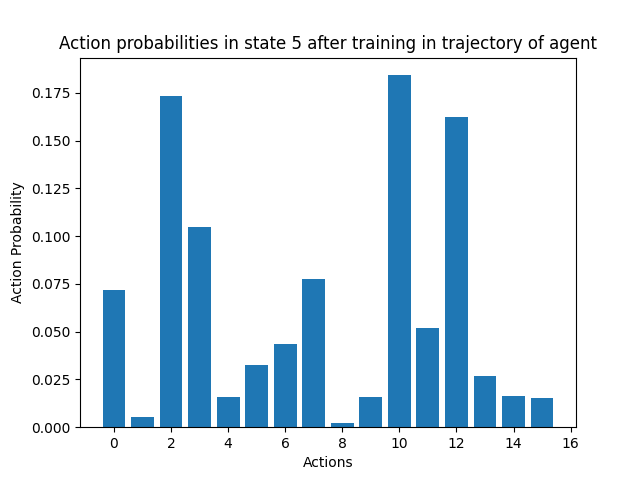 Action probabilities in state 5 after training in trajectory of agent
0.175
0.150
0.125
0.100
0.075
0.050
0.025
0.000
Action Probability
0 2 4 6 8 10 12 14 16
Actions